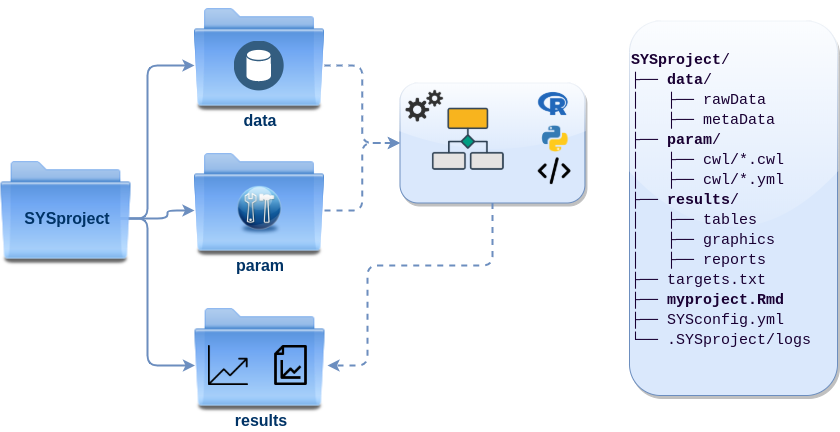 data
SYSproject
param
results
R
</>
SYSproject/
├── data/
│   ├── rawData
│   ├── metaData
├── param/
│   ├── cwl/*.cwl
│   ├── cwl/*.yml
├── results/
│   ├── tables
│   ├── graphics
│   ├── reports
├── targets.txt
├── myproject.Rmd
├── SYSconfig.yml
└── .SYSproject/logs